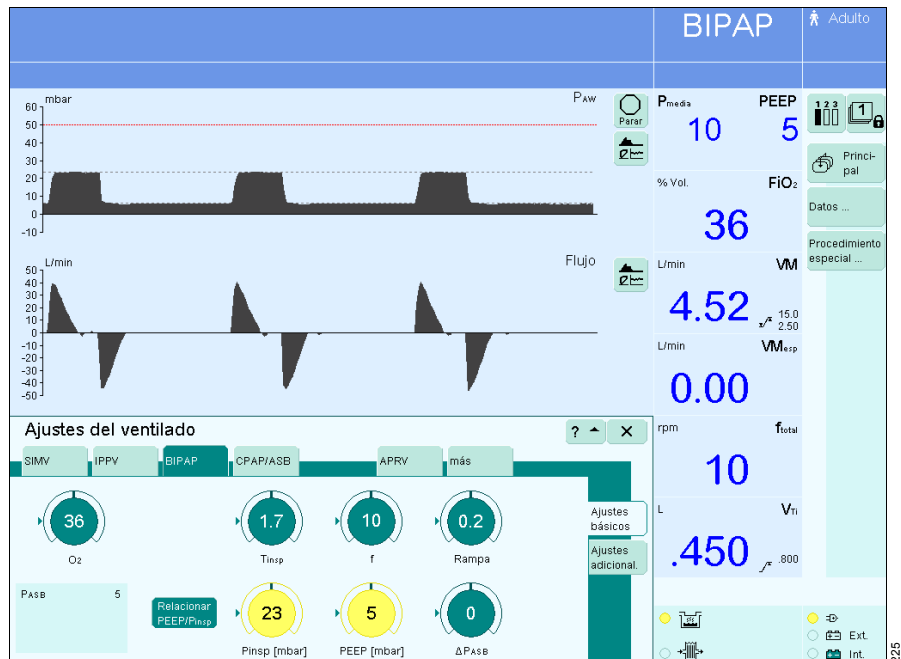 BIPAP
Adulto
mbar
PAW
60
50
40
30
20
10
0
-10
Parar
L/min
Flujo
50
40
30
20
10
0
-10
-20
-30
-40
-50
Pmedia PEEP
10 5
% Vol. FiO2
36
L/min VM
4.52
15.0
2.50
L/min VMesp
0.00
rpm ftotal
10
L VTi
.450
.800
1 2 3
1
Princi-
pal
Datos ...
Procedimiento
especial ...
Ajustes del ventilado
? ×
SIMV IPPV BIPAP CPAP/ASB APRV más
36 1.7 10 0.2
O2 Tinsp f Rampa
Ajustes
básicos
Ajustes
adicional.
PASB 5
Relacionar
PEEP/Pinsp
23 5 0
Pinsp [mbar] PEEP [mbar] ΔPASB
Ext.
Int.